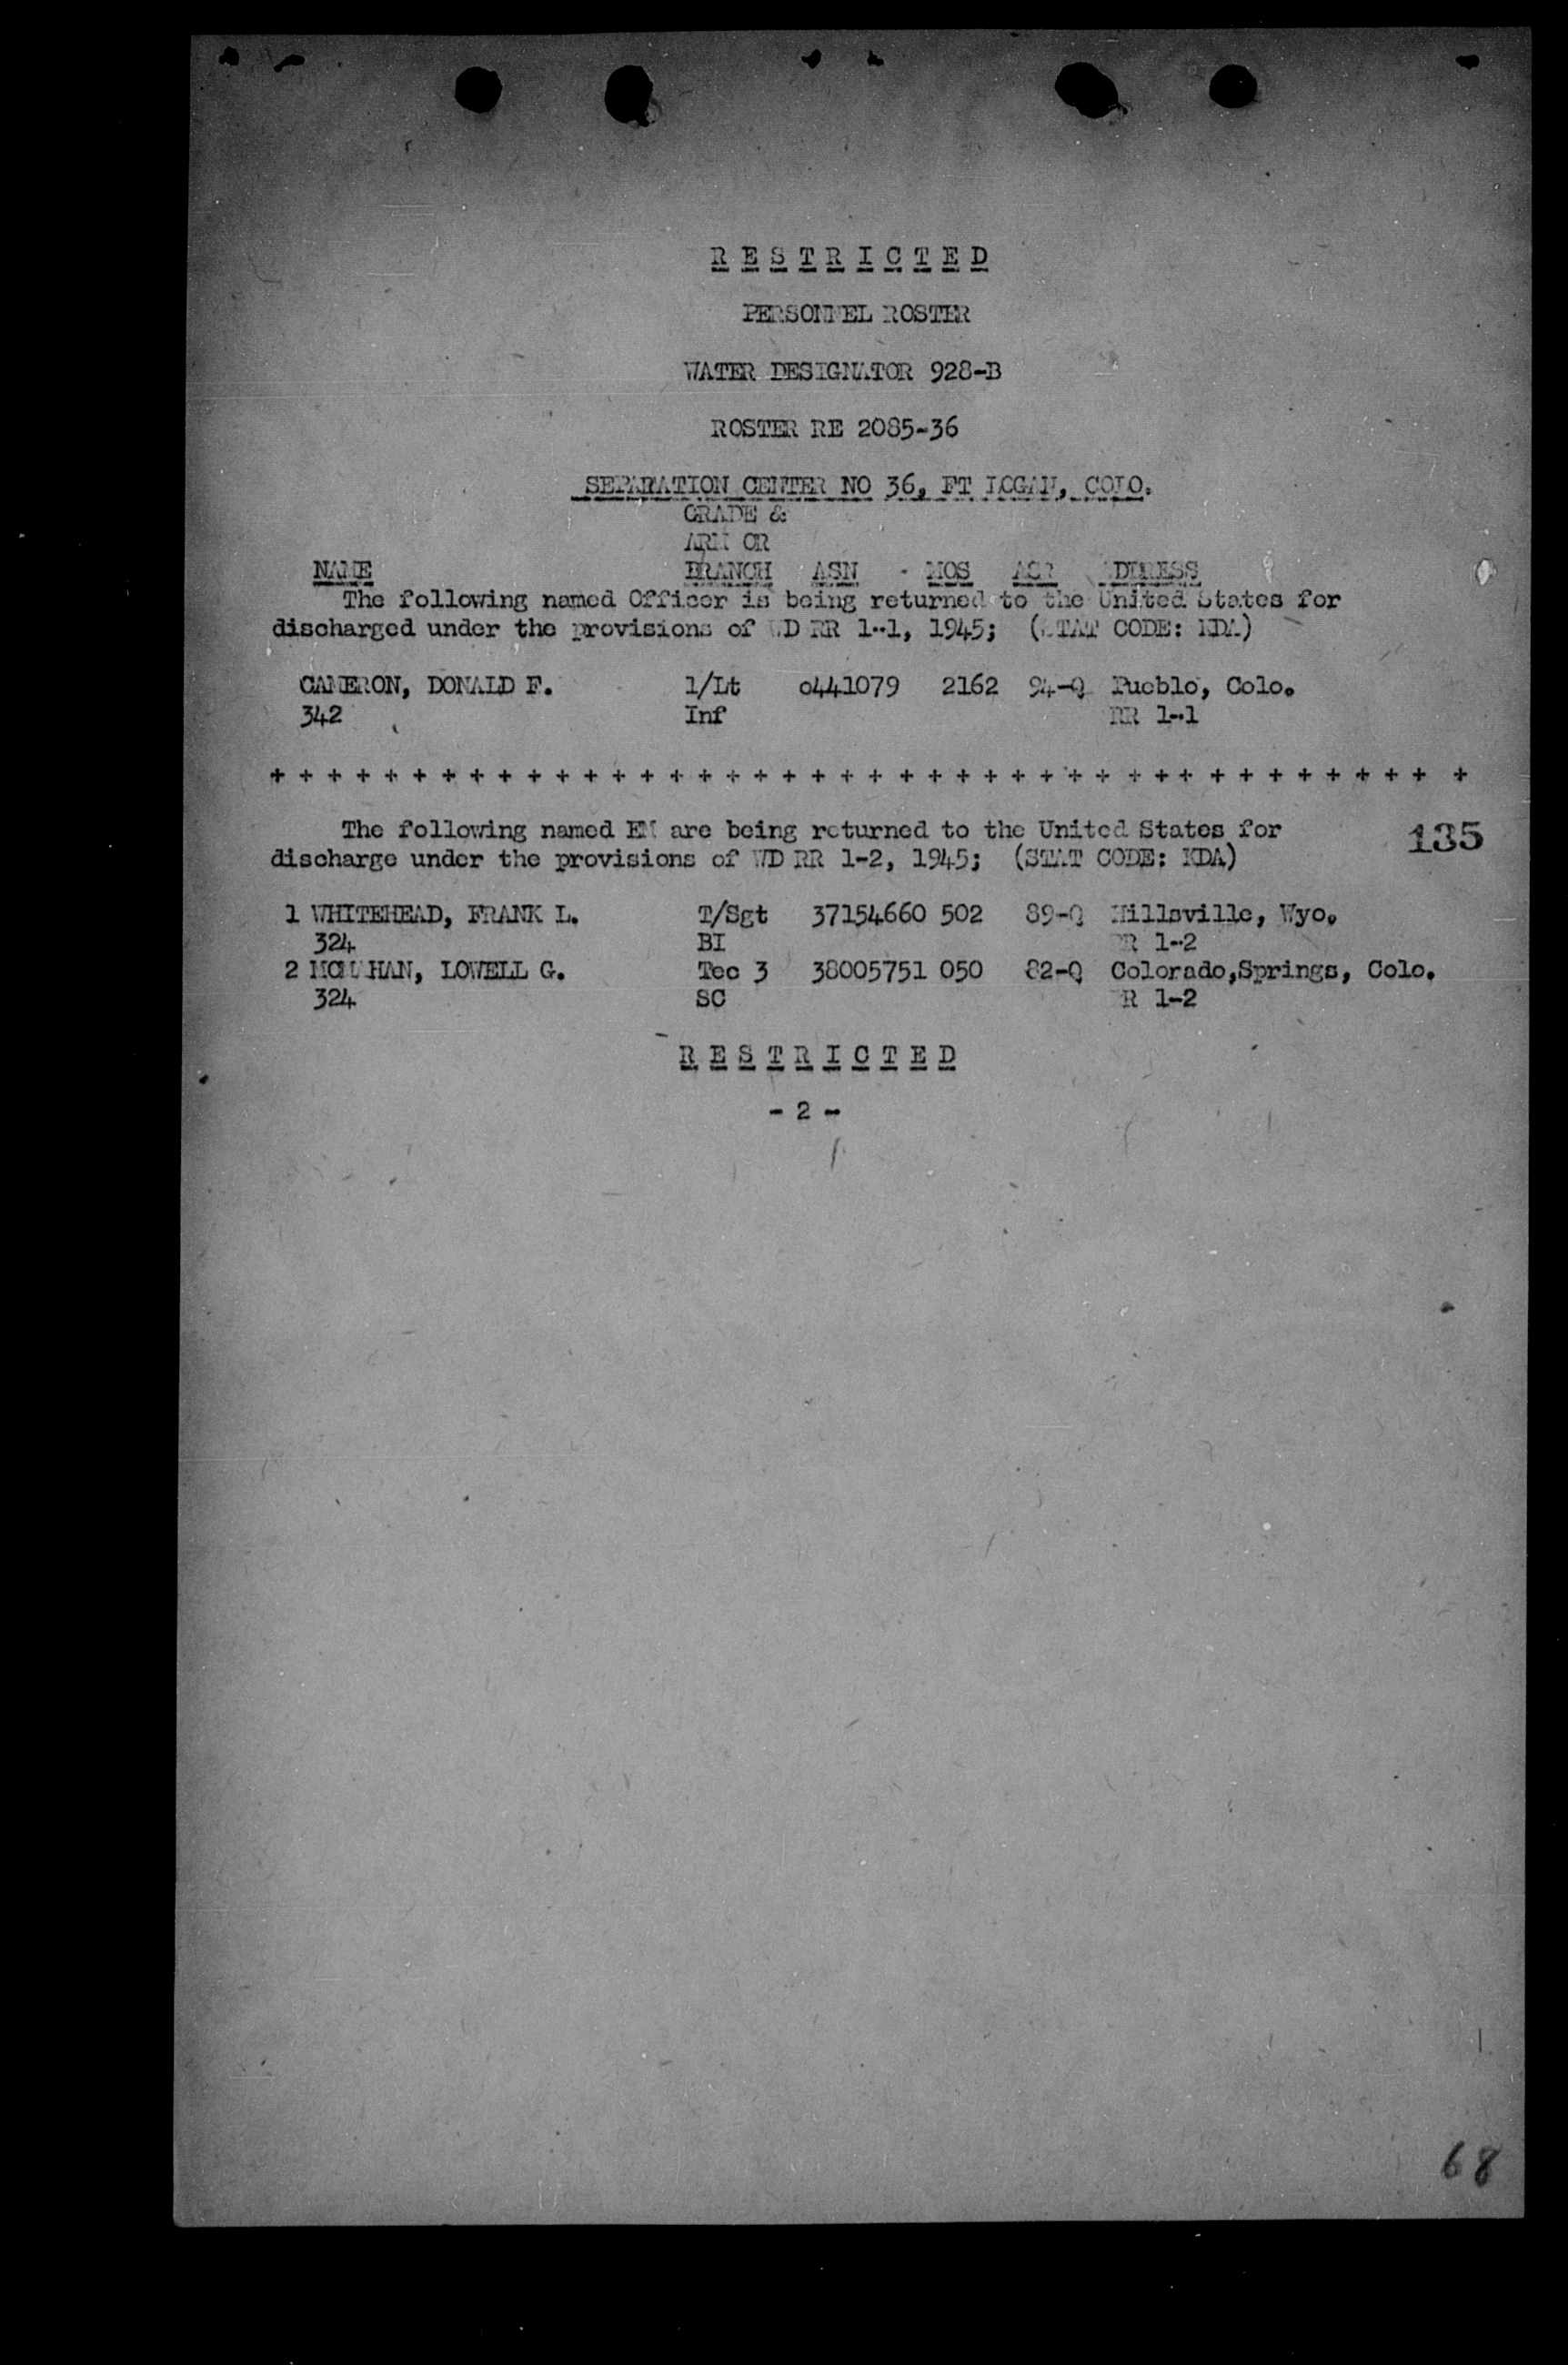 R E S T R I C T E D
PERSONNEL ROSTER
WATER DESIGNATOR 928-B
ROSTER RE 2085-36
SEPARATION CENTER NO 36, FT LOGAN, COLO.
GRADE &
ARM OR
NAME BRANCH ASN MOS ASR ADDRESS
The following named Officer is being returned to the United States for
discharged under the provisions of WD RR 1-1, 1945; (STAT CODE: KDA)
CAMERON, DONALD F. 1/Lt o441079 2162 94-Q Pueblo, Colo.
342 Inf RR 1-1
+ + + + + + + + + + + + + + + + + + + + + + + + + + + + + + + + + + + + + + + + + +
The following named EM are being returned to the United States for 135
discharge under the provisions of WD RR 1-2, 1945; (STAT CODE: KDA)
1 WHITEHEAD, FRANK L. T/Sgt 37154660 502 89-Q Hillsville, Wyo.
324 BI RR 1-2
2 LOWELL G. Tec 3 38005751 050 82-Q Colorado,Springs, Colo.
324 SC RR 1-2
R E S T R I C T E D
- 2 -
68